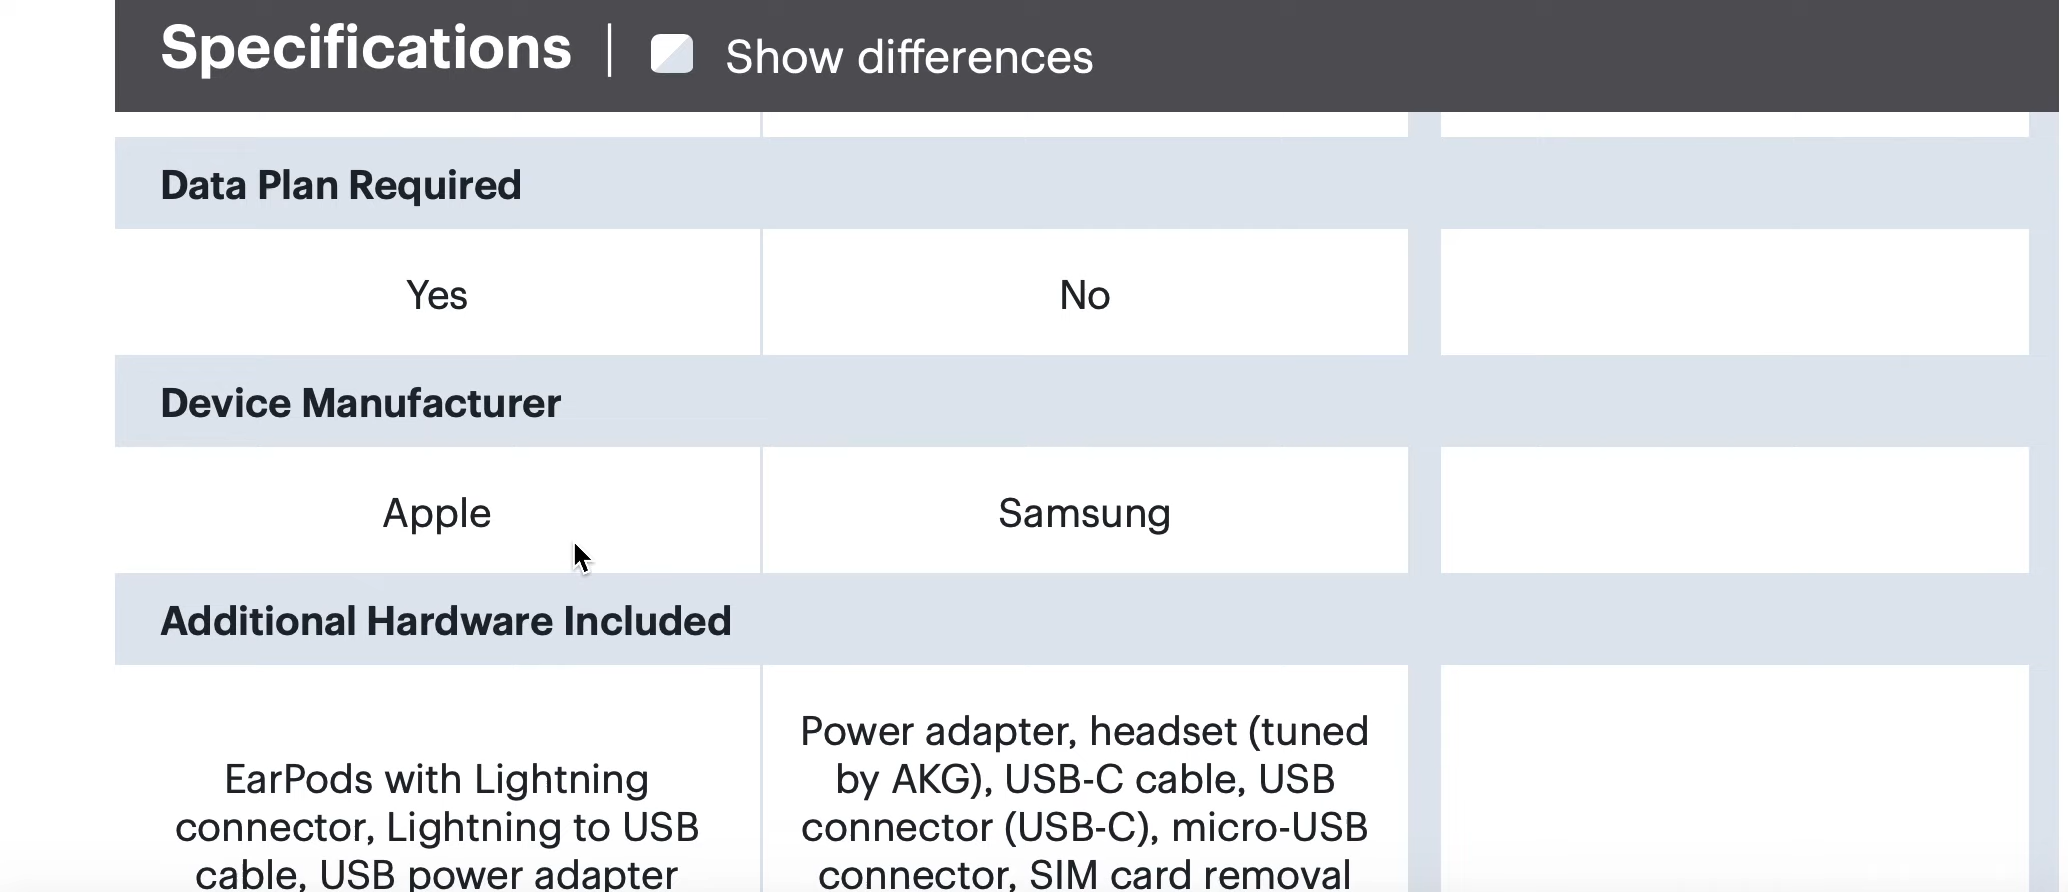 Specifications | Show differences
Data Plan Required
Yes
No
Device Manufacturer
Apple
Samsung
Additional Hardware Included
EarPods with Lightning
connector, Lightning to USB
cable, USB power adapter
Power adapter, headset (tuned
by AKG), USB-C cable, USB
connector (USB-C), micro-USB
connector, SIM card removal